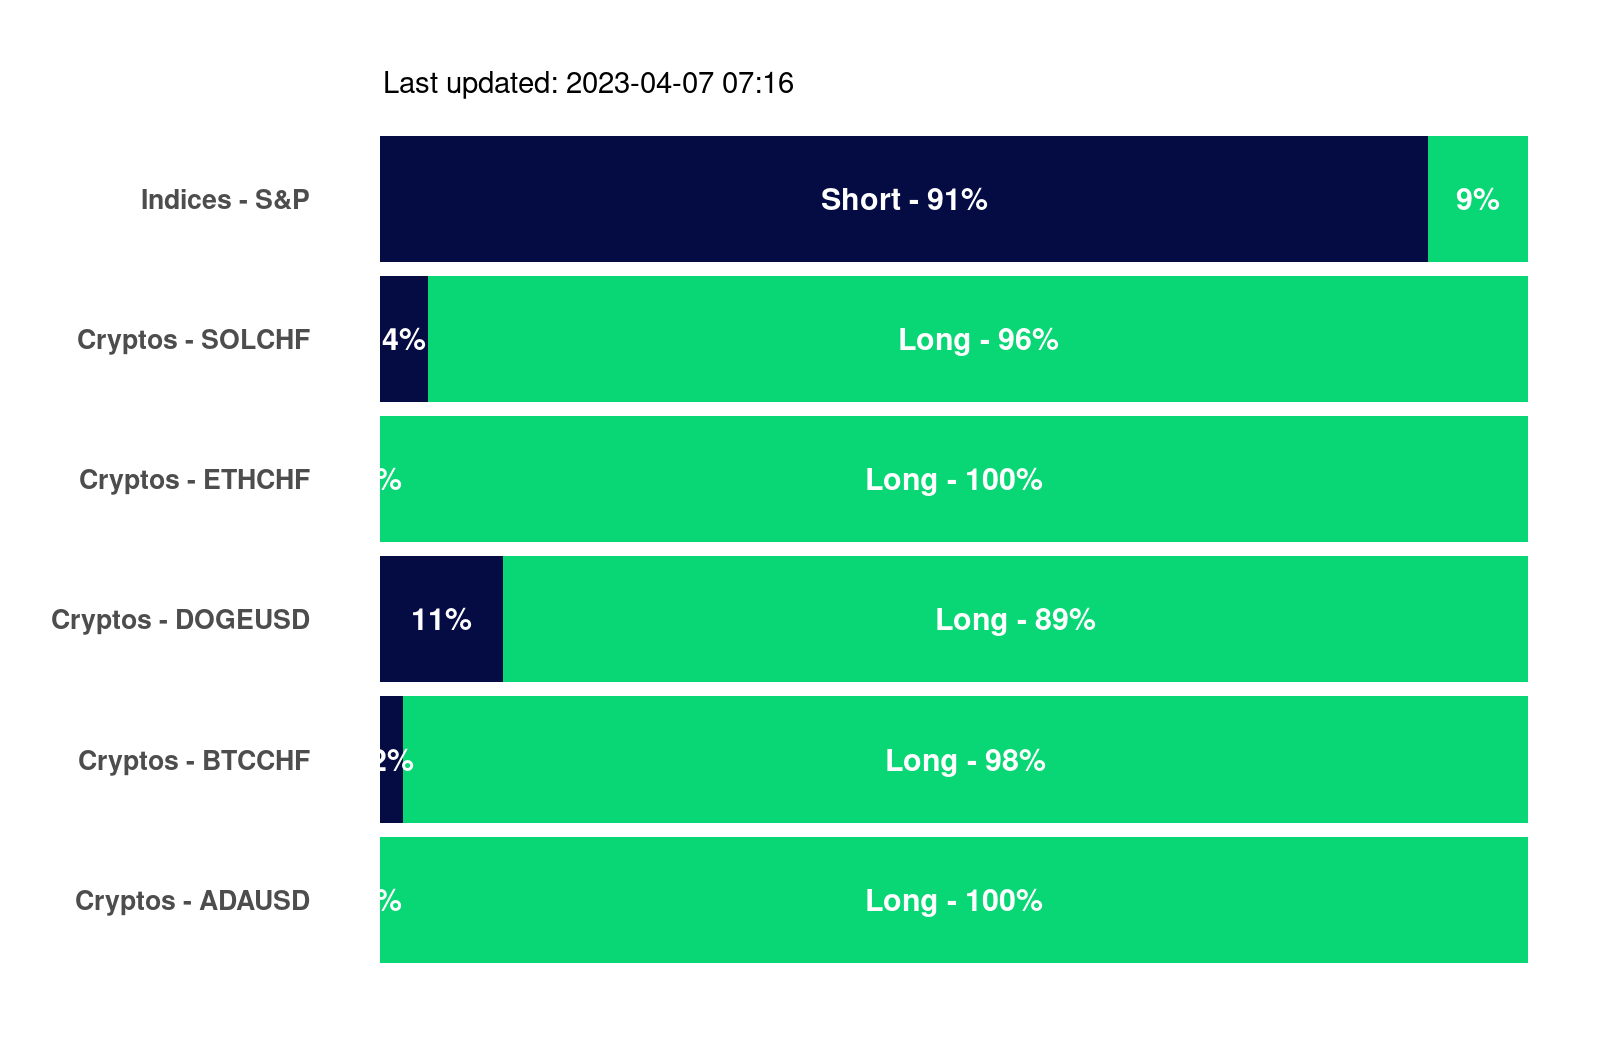 Last updated: 2023-04-07 07:16
Indices - S&P Short - 91% 9%
Cryptos - SOLCHF 4% Long - 96%
Cryptos - ETHCHF % Long - 100%
Cryptos - DOGEUSD 11% Long - 89%
Cryptos - BTCCHF 2% Long - 98%
Cryptos - ADAUSD % Long - 100%